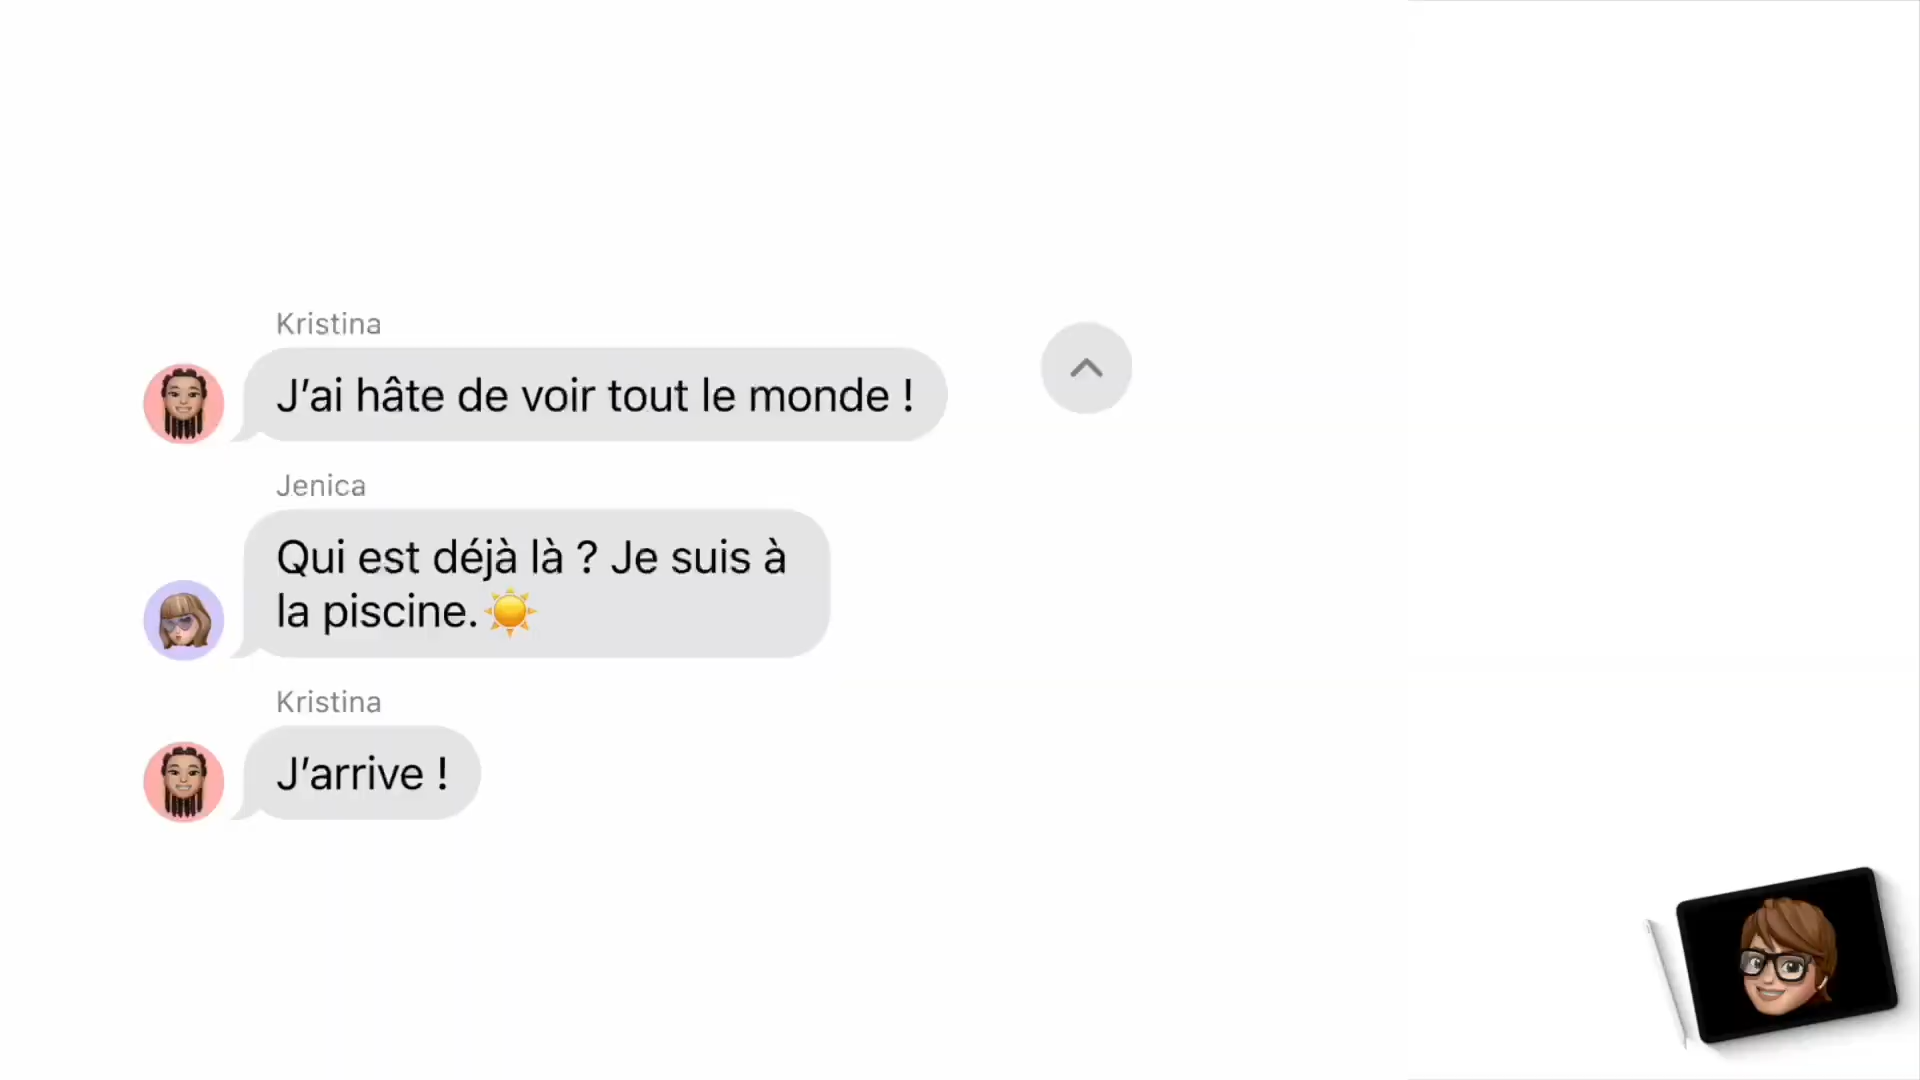 Kristina
J’ai hâte de voir tout le monde !
Jenica
Qui est déjà là ? Je suis à
la piscine.☀️
Kristina
J’arrive !